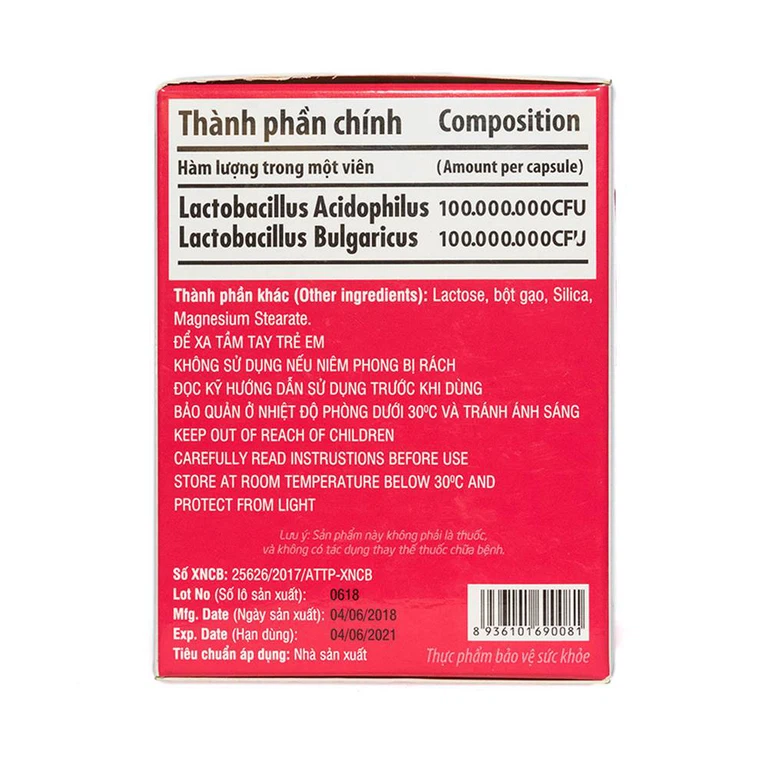 Thành phần chính Composition
Hàm lượng trong một viên (Amount per capsule)
Lactobacillus Acidophilus 100.000.000CFU
Lactobacillus Bulgaricus 100.000.000CFU
Thành phần khác (Other ingredients): Lactose, bột gạo, Silica,
Magnesium Stearate.
ĐỂ XA TẦM TAY TRẺ EM
KHÔNG SỬ DỤNG NẾU NIÊM PHONG BỊ RÁCH
ĐỌC KỸ HƯỚNG DẪN SỬ DỤNG TRƯỚC KHI DÙNG
BẢO QUẢN Ở NHIỆT ĐỘ PHÒNG DƯỚI 30ºC VÀ TRÁNH ÁNH SÁNG
KEEP OUT OF REACH OF CHILDREN
CAREFULLY READ INSTRUCTIONS BEFORE USE
STORE AT ROOM TEMPERATURE BELOW 30ºC AND
PROTECT FROM LIGHT
Lưu ý: Sản phẩm này không phải là thuốc,
và không có tác dụng thay thế thuốc chữa bệnh.
Số XNCB: 25626/2017/ATTP-XNCB
Lot No (Số lô sản xuất): 0618
Mfg. Date (Ngày sản xuất): 04/06/2018
Exp. Date (Hạn dùng): 04/06/2021
Tiêu chuẩn áp dụng: Nhà sản xuất
8 936101 690081
Thực phẩm bảo vệ sức khỏe